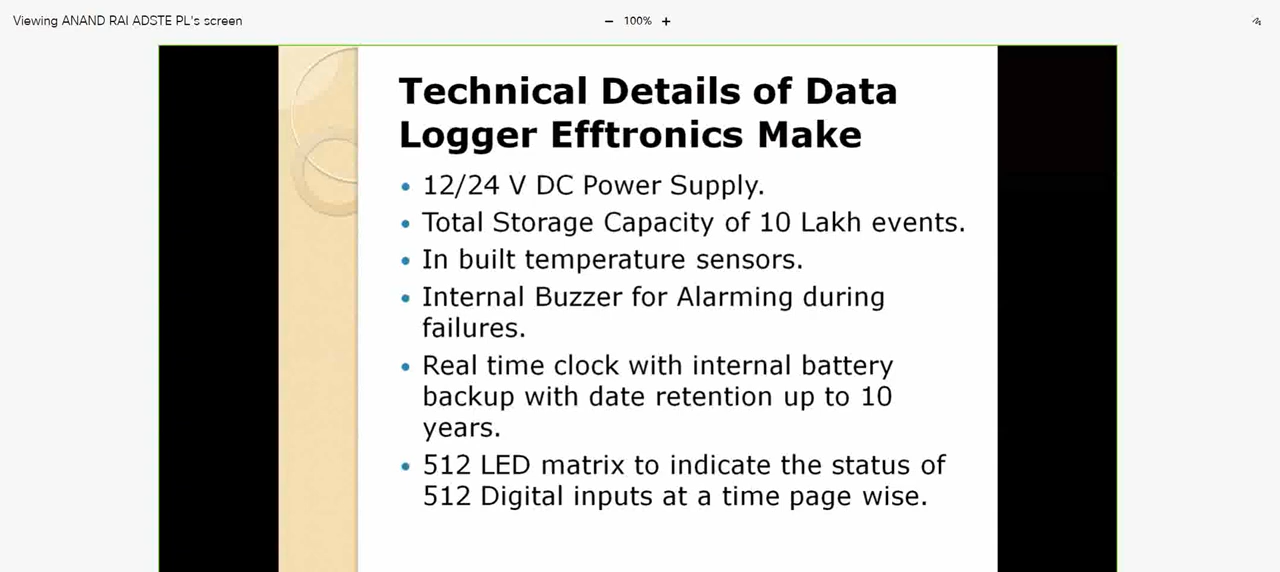 Viewing ANAND RAI ADSTE PL's screen
100%
Technical Details of Data
Logger Efftronics Make
• 12/24 V DC Power Supply.
• Total Storage Capacity of 10 Lakh events.
• In built temperature sensors.
• Internal Buzzer for Alarming during
failures.
• Real time clock with internal battery
backup with date retention up to 10
years.
• 512 LED matrix to indicate the status of
512 Digital inputs at a time page wise.